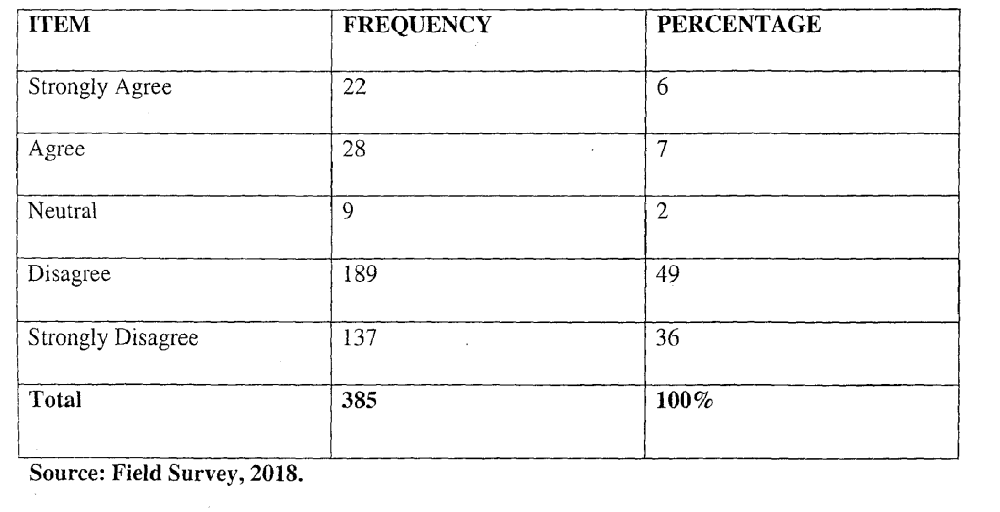 ITEM FREQUENCY PERCENTAGE
Strongly Agree 22 6
Agree 28 7
Neutral 9 2
Disagree 189 49
Strongly Disagree 137 36
Total 385 100%
Source: Field Survey, 2018.